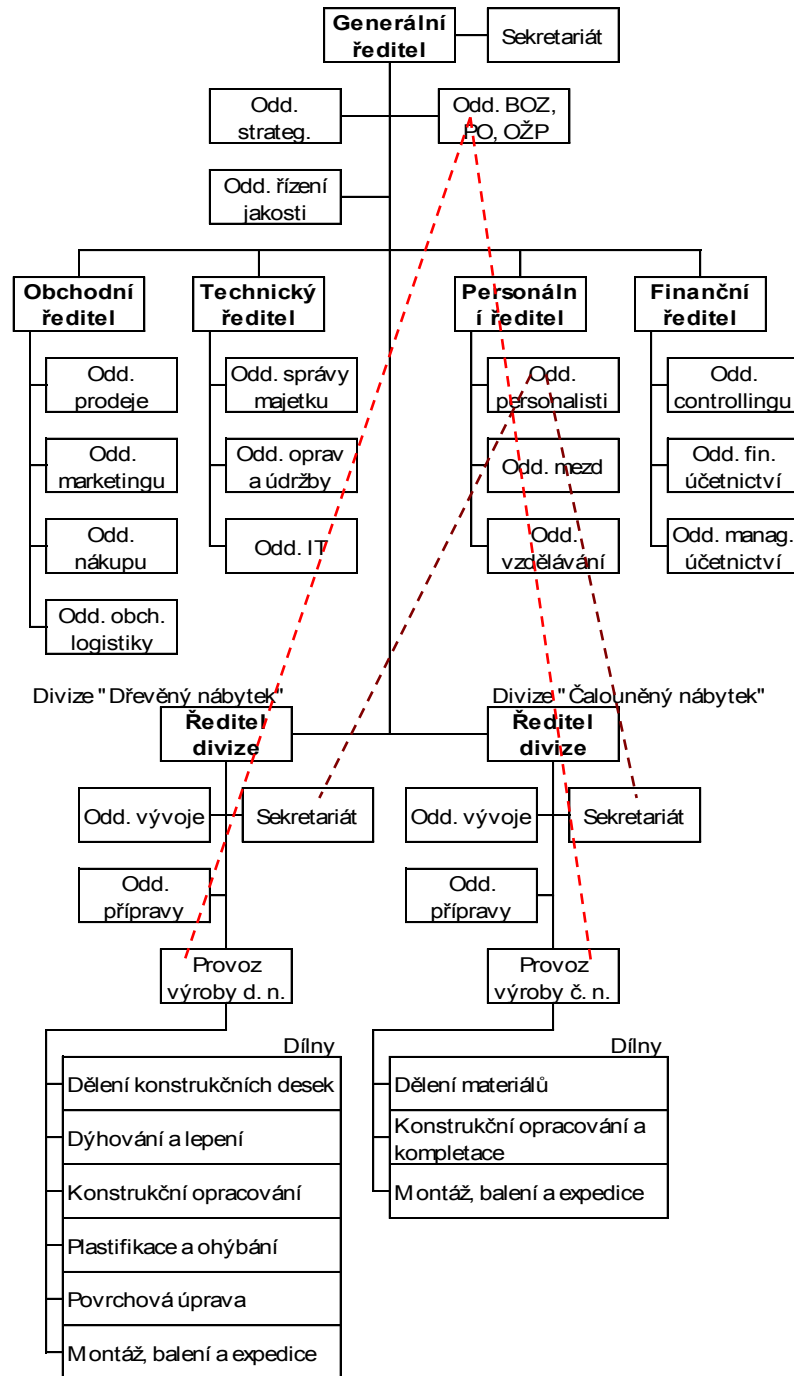 Generální
ředitel
Sekretariát
Odd.
strateg.
Odd. BOZ,
PO, OŽP
Odd. řízení
jakosti
Obchodní
ředitel
Technický
ředitel
Personáln
í ředitel
Finanční
ředitel
Odd.
prodeje
Odd. správy
majetku
Odd.
personalisti
Odd.
controllingu
Odd.
marketingu
Odd. oprav
a údržby
Odd. mezd
Odd. fin.
účetnictví
Odd.
nákupu
Odd. IT
Odd.
vzdělávání
Odd. manag.
účetnictví
Odd. obch.
logistiky
Divize "Dřevěný nábytek"
Divize "Čalouněný nábytek"
Ředitel
divize
Ředitel
divize
Odd. vývoje
Sekretariát
Odd. vývoje
Sekretariát
Odd.
přípravy
Odd.
přípravy
Provoz
výroby d. n.
Provoz
výroby č. n.
Dílny
Dělení konstrukčních desek
Dýhování a lepení
Konstrukční opracování
Plastifikace a ohýbání
Povrchová úprava
Montáž, balení a expedice
Dílny
Dělení materiálů
Konstrukční opracování a
kompletace
Montáž, balení a expedice